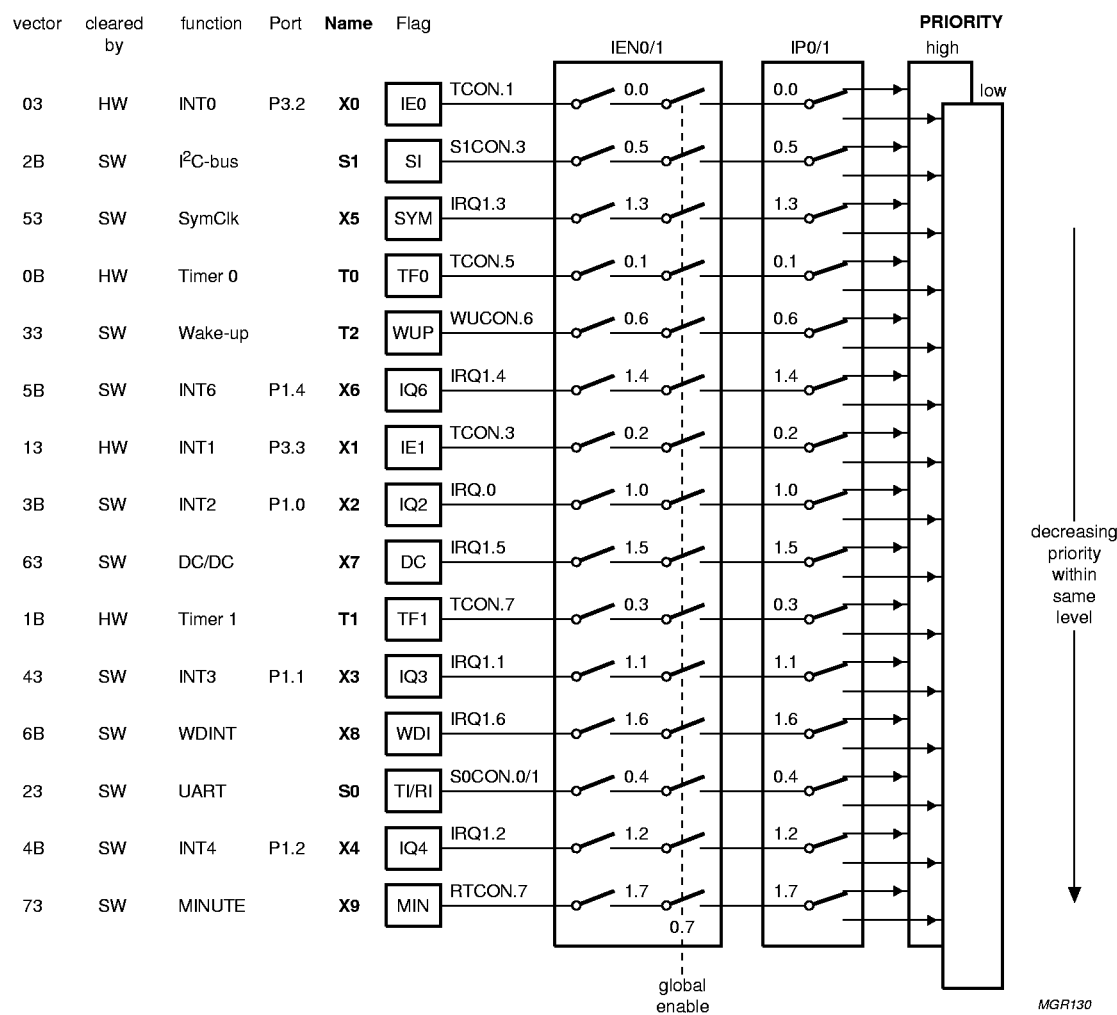 vector cleared by function Port Name Flag PRIORITY
IEN0/1 IP0/1 high
low
03 HW INT0 P3.2 X0 IE0 TCON.1 0.0 0.0
2B SW I²C-bus S1 SI S1CON.3 0.5 0.5
53 SW SymClk X5 SYM IRQ1.3 1.3 1.3
0B HW Timer 0 T0 TF0 TCON.5 0.1 0.1
33 SW Wake-up T2 WUP WUCON.6 0.6 0.6
5B SW INT6 P1.4 X6 IQ6 IRQ1.4 1.4 1.4
13 HW INT1 P3.3 X1 IE1 TCON.3 0.2 0.2
3B SW INT2 P1.0 X2 IQ2 IRQ.0 1.0 1.0
63 SW DC/DC X7 DC IRQ1.5 1.5 1.5
1B HW Timer 1 T1 TF1 TCON.7 0.3 0.3
43 SW INT3 P1.1 X3 IQ3 IRQ1.1 1.1 1.1
6B SW WDINT X8 WDI IRQ1.6 1.6 1.6
23 SW UART S0 TI/RI S0CON.0/1 0.4 0.4
4B SW INT4 P1.2 X4 IQ4 IRQ1.2 1.2 1.2
73 SW MINUTE X9 MIN RTCON.7 1.7 1.7
0.7
global
enable
decreasing
priority
within
same
level
MGR130